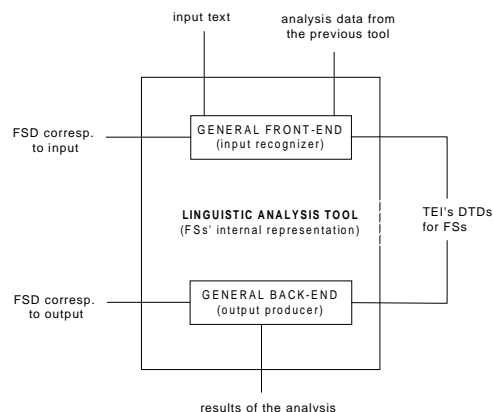 input text
analysis data from
the previous tool
FSD corresp.
to input
GENERAL FRONT-END
(input recognizer)
LINGUISTIC ANALYSIS TOOL
(FSs' internal representation)
TEI's DTDs
for FSs
FSD corresp.
to output
GENERAL BACK-END
(output producer)
results of the analysis